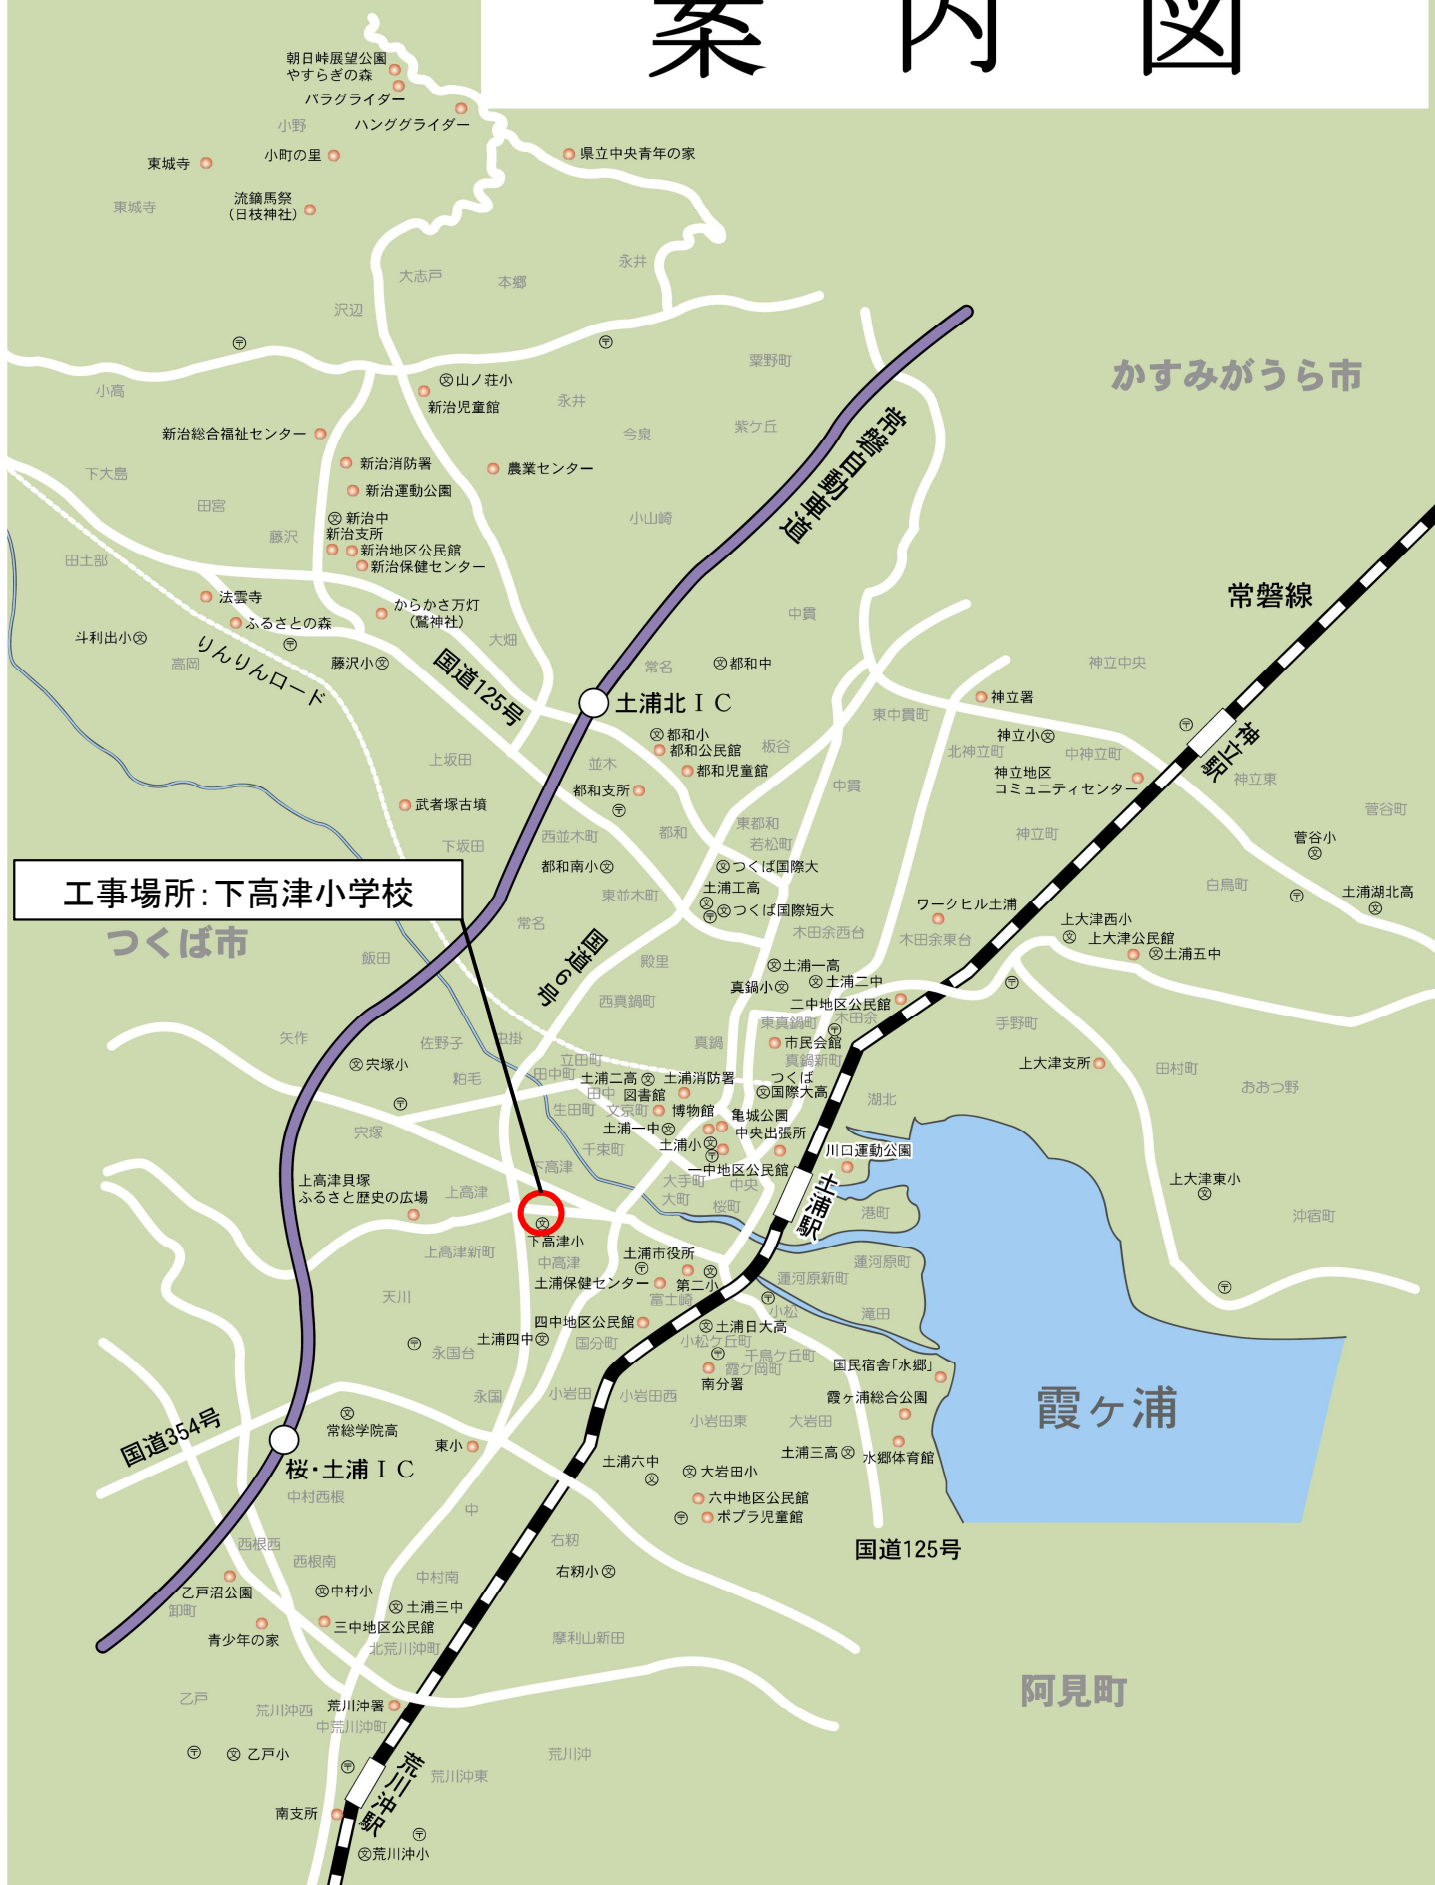 案内図
朝日峠展望公園
やすらぎの森
パラグライダー
ハンググライダー
小野
小町の里
東城寺
県立中央青年の家
東城寺
流鏑馬祭
(日枝神社)
大志戸
本郷
永井
沢辺
粟野町
かすみがうら市
小高
山ノ荘小
新治児童館
永井
今泉
紫ケ丘
常磐自動車道
新治総合福祉センター
新治消防署
農業センター
下大島
新治運動公園
田宮
新治中
新治支所
小山崎
藤沢
新治地区公民館
新治保健センター
田土部
法雲寺
からかさ万灯
(鷲神社)
ふるさとの森
中貫
常磐線
斗利出小
大畑
高岡
りんりんロード
藤沢小
国道125号
常名
都和中
神立中央
土浦北IC
神立署
東中貫町
都和小
都和公民館
板谷
神立小
北神立町
中神立町
神立駅
上坂田
並木
都和児童館
神立地区
コミュニティセンター
神立東
都和支所
中貫
武者塚古墳
菅谷町
西並木町
都和
東都和
若松町
神立町
菅谷小
下坂田
都和南小
つくば国際大
工事場所:下高津小学校
土浦工高
東並木町
つくば国際短大
白鳥町
土浦湖北高
ワークヒル土浦
つくば市
常名
国道6号
木田余西台
木田余東台
上大津西小
上大津公民館
土浦五中
飯田
殿里
土浦一高
土浦二中
真鍋小
西真鍋町
二中地区公民館
東真鍋町
木田余
手野町
矢作
佐野子
虫掛
真鍋
市民会館
真鍋新町
穴塚小
立田町
田中町
上大津支所
田村町
粕毛
土浦二高
土浦消防署
つくば
国際大高
おおつ野
田中
図書館
生田町
文京町
博物館
亀城公園
湖北
穴塚
土浦一中
中央出張所
千束町
土浦小
川口運動公園
下高津
一中地区公民館
上高津貝塚
ふるさと歴史の広場
上高津
大手町
中央
土浦駅
上大津東小
大町
桜町
港町
沖宿町
下高津小
上高津新町
中高津
土浦市役所
土浦保健センター
第二小
蓮河原町
蓮河原新町
富士崎
天川
小松
滝田
四中地区公民館
土浦日大高
土浦四中
国分町
小松ケ丘町
永国台
千鳥ケ丘町
霞ケ岡町
国民宿舎「水郷」
南分署
永国
小岩田
小岩田西
霞ヶ浦総合公園
霞ヶ浦
国道354号
常総学院高
小岩田東
大岩田
東小
土浦三高
水郷体育館
桜・土浦IC
土浦六中
大岩田小
中村西根
六中地区公民館
中
ポプラ児童館
西根西
右籾
国道125号
西根南
右籾小
乙戸沼公園
中村南
中村小
卸町
土浦三中
三中地区公民館
青少年の家
摩利山新田
北荒川沖町
阿見町
乙戸
荒川沖西
荒川沖署
中荒川沖町
乙戸小
荒川沖駅
荒川沖
荒川沖東
南支所
荒川沖小